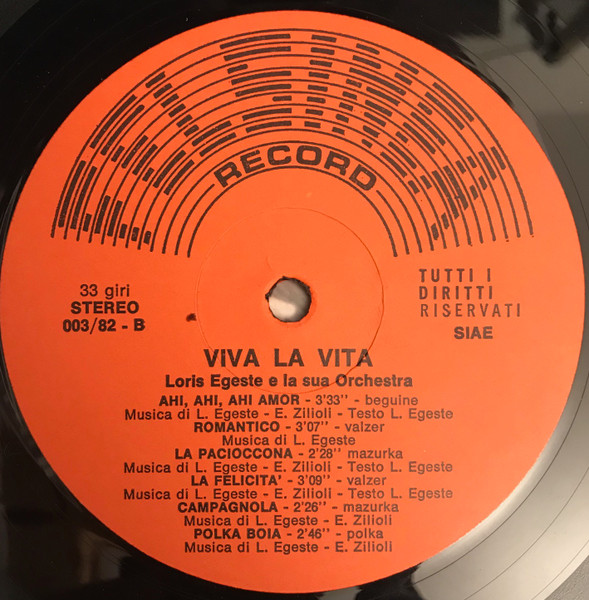 RECORD
33 giri
STEREO
003/82 - B
TUTTI I
DIRITTI
RISERVATI
SIAE
VIVA LA VITA
Loris Egeste e la sua Orchestra
AHI, AHI, AHI AMOR - 3'33'' - beguine
Musica di L. Egeste - E. Zilioli - Testo L. Egeste
ROMANTICO - 3'07'' - valzer
Musica di L. Egeste
LA PACIOCCONA - 2'28'' mazurka
Musica di L. Egeste - E. Zilioli - Testo L. Egeste
LA FELICITA' - 3'09'' - valzer
Musica di L. Egeste - E. Zilioli - Testo L. Egeste
CAMPAGNOLA - 2'26'' - mazurka
Musica di L. Egeste - E. Zilioli
POLKA BOIA - 2'46'' - polka
Musica di L. Egeste - E. Zilioli